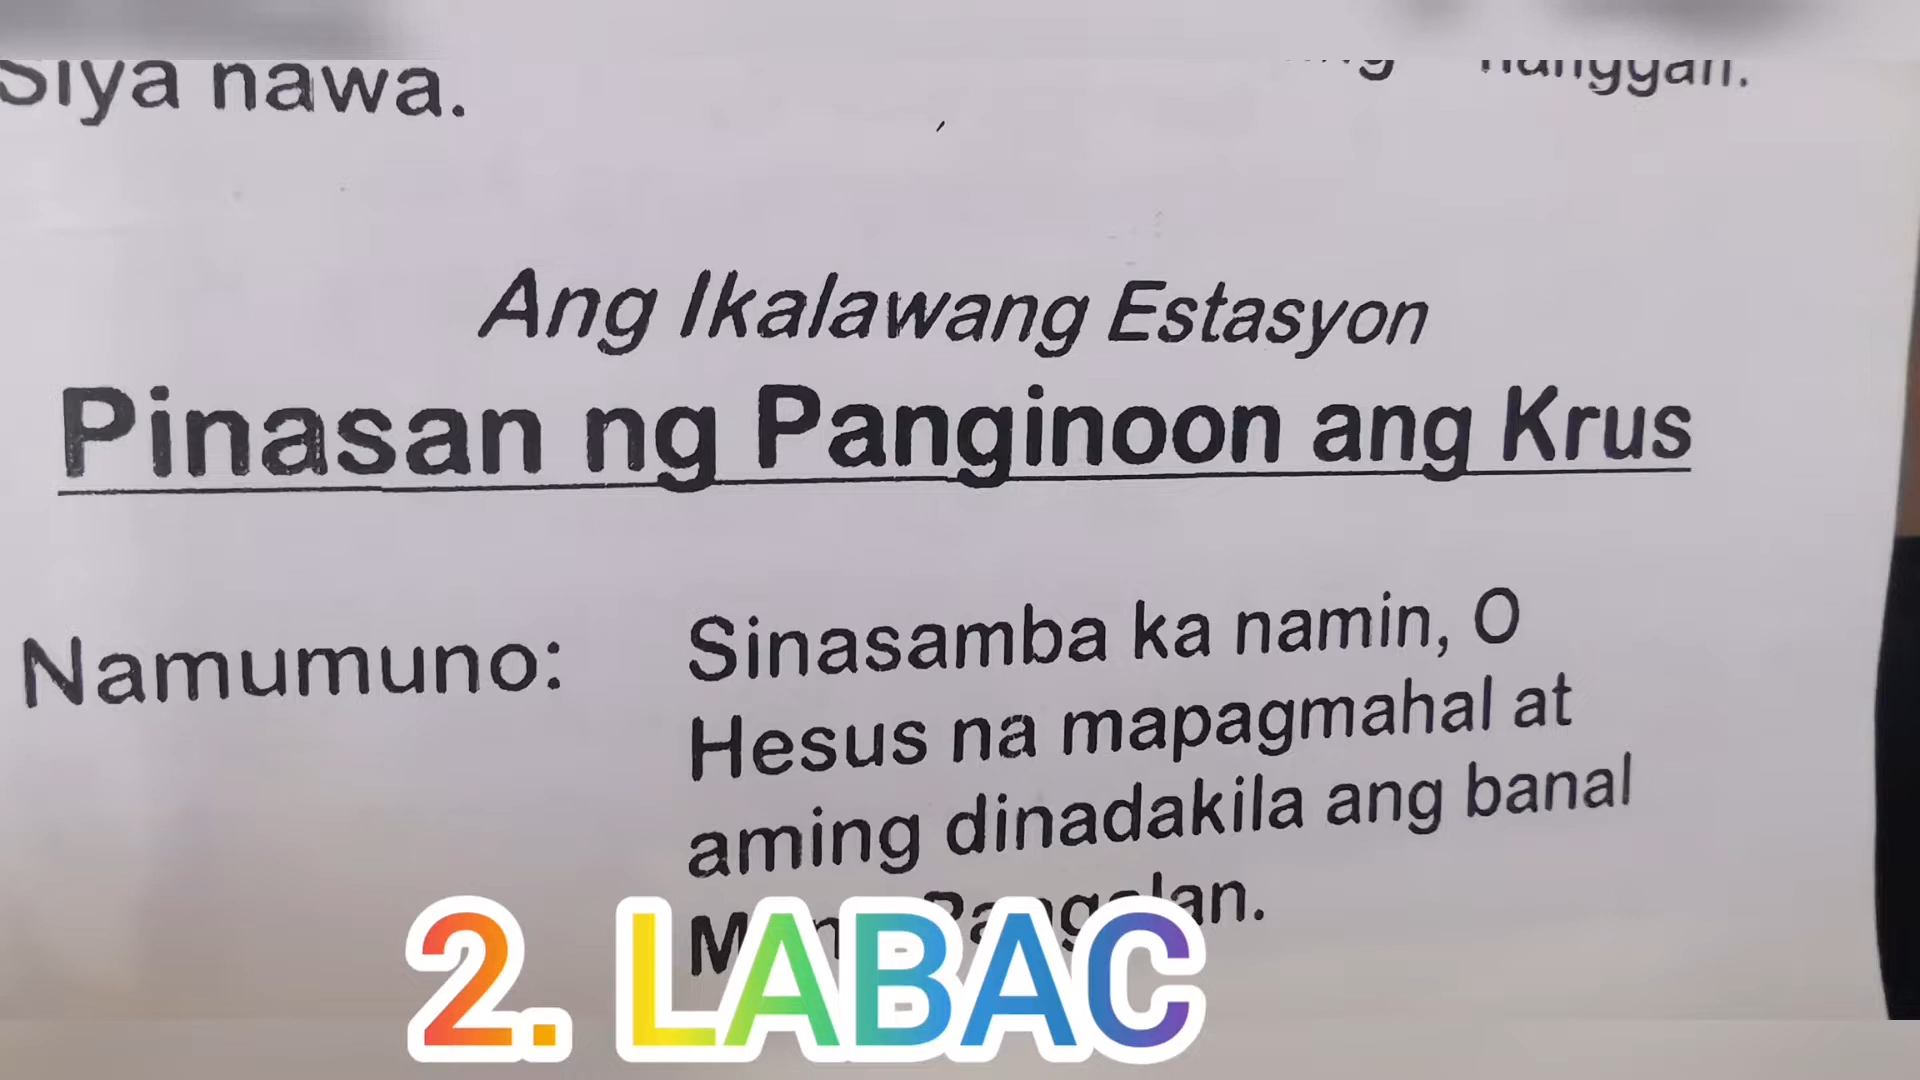 Siya nawa.
Ang Ikalawang Estasyon
Pinasan ng Panginoon ang Krus
Namumuno: Sinasamba ka namin, O
Hesus na mapagmahal at
aming dinadakila ang banal
Pangalan.
2. LABAC